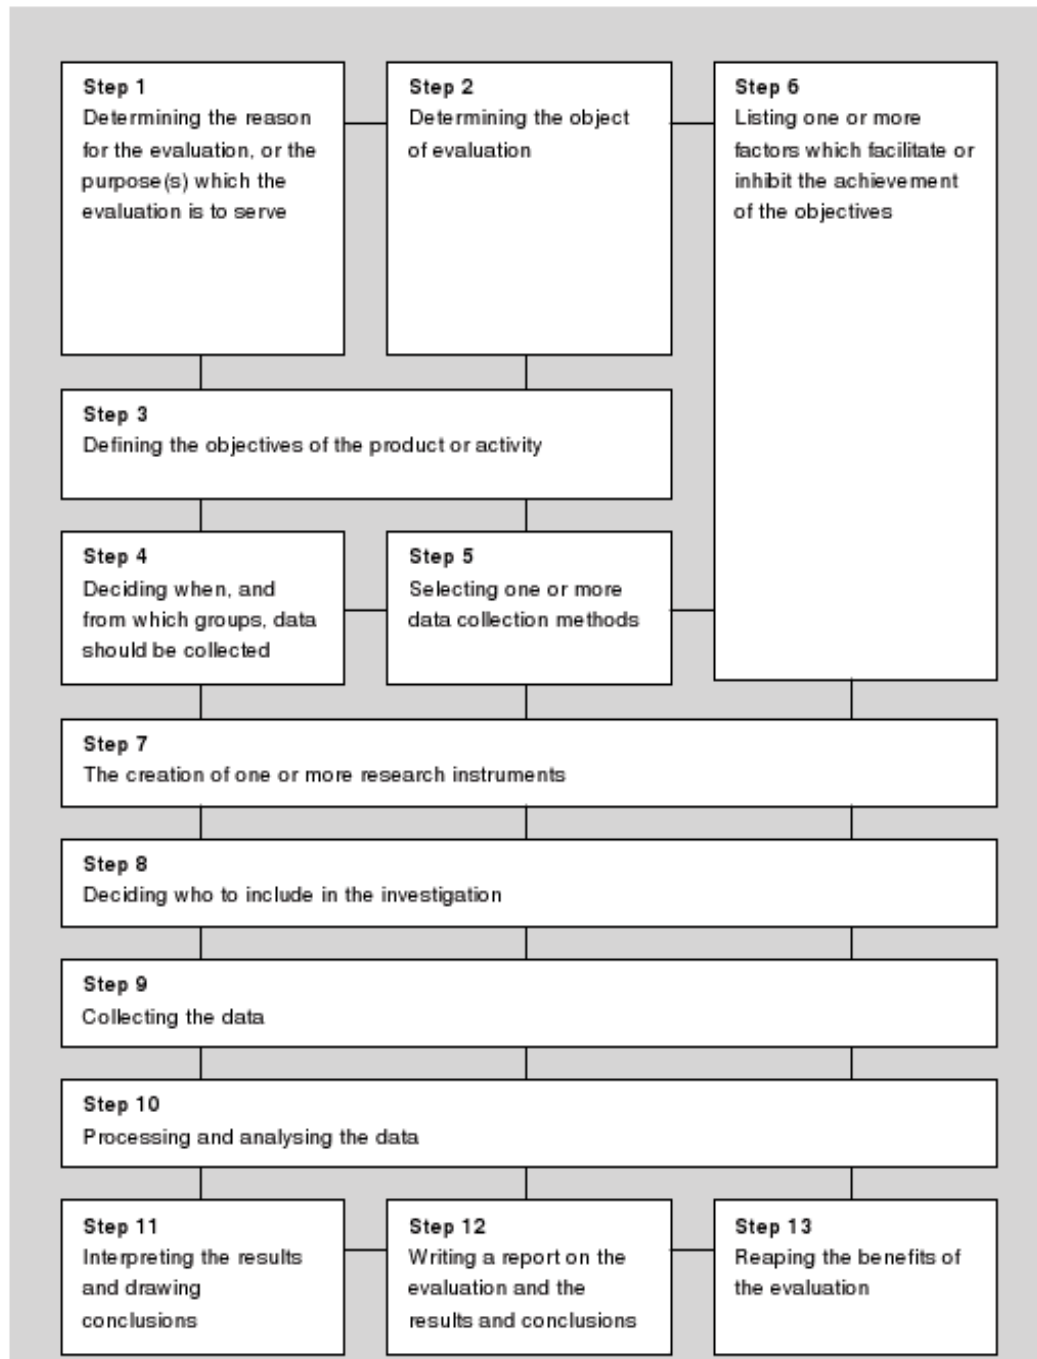 Step 1
Determining the reason
for the evaluation, or the
purpose(s) which the
evaluation is to serve
Step 2
Determining the object
of evaluation
Step 6
Listing one or more
factors which facilitate or
inhibit the achievement
of the objectives
Step 3
Defining the objectives of the product or activity
Step 4
Deciding when, and
from which groups, data
should be collected
Step 5
Selecting one or more
data collection methods
Step 7
The creation of one or more research instruments
Step 8
Deciding who to include in the investigation
Step 9
Collecting the data
Step 10
Processing and analysing the data
Step 11
Interpreting the results
and drawing
conclusions
Step 12
Writing a report on the
evaluation and the
results and conclusions
Step 13
Reaping the benefits of
the evaluation